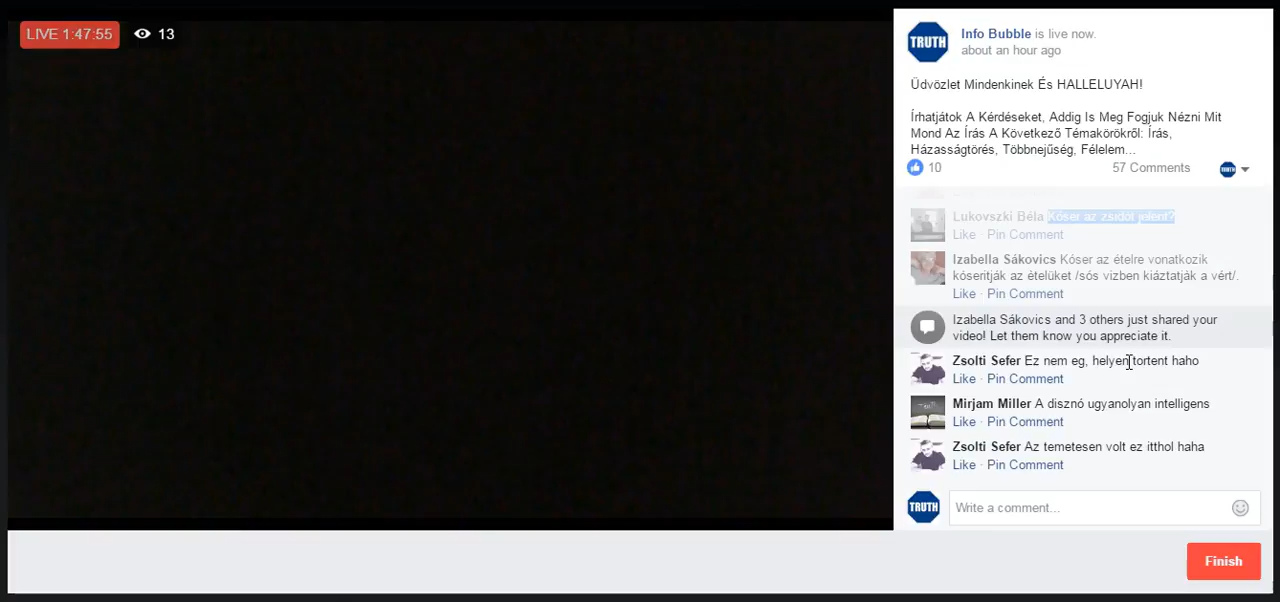 LIVE 1:47:55
13
TRUTH
Info Bubble is live now.
about an hour ago
Üdvözlet Mindenkinek És HALLELUYAH!
Írhatjátok A Kérdéseket, Addig Is Meg Fogjuk Nézni Mit
Mond Az Írás A Következő Témakörökről: Írás,
Házasságtörés, Többnejűség, Félelem...
10
57 Comments
TRUTH
Lukovszki Béla Kóser az zsidót jelent?
Like · Pin Comment
Izabella Sákovics Kóser az ételre vonatkozik
kóseritják az ételüket /sós vizben kiáztatják a vért/.
Like · Pin Comment
Izabella Sákovics and 3 others just shared your
video! Let them know you appreciate it.
Zsolti Sefer Ez nem eg, helyen tortent haho
Like · Pin Comment
Mirjam Miller A disznó ugyanolyan intelligens
Like · Pin Comment
Zsolti Sefer Az temetesen volt ez itthol haha
Like · Pin Comment
TRUTH
Write a comment...
Finish